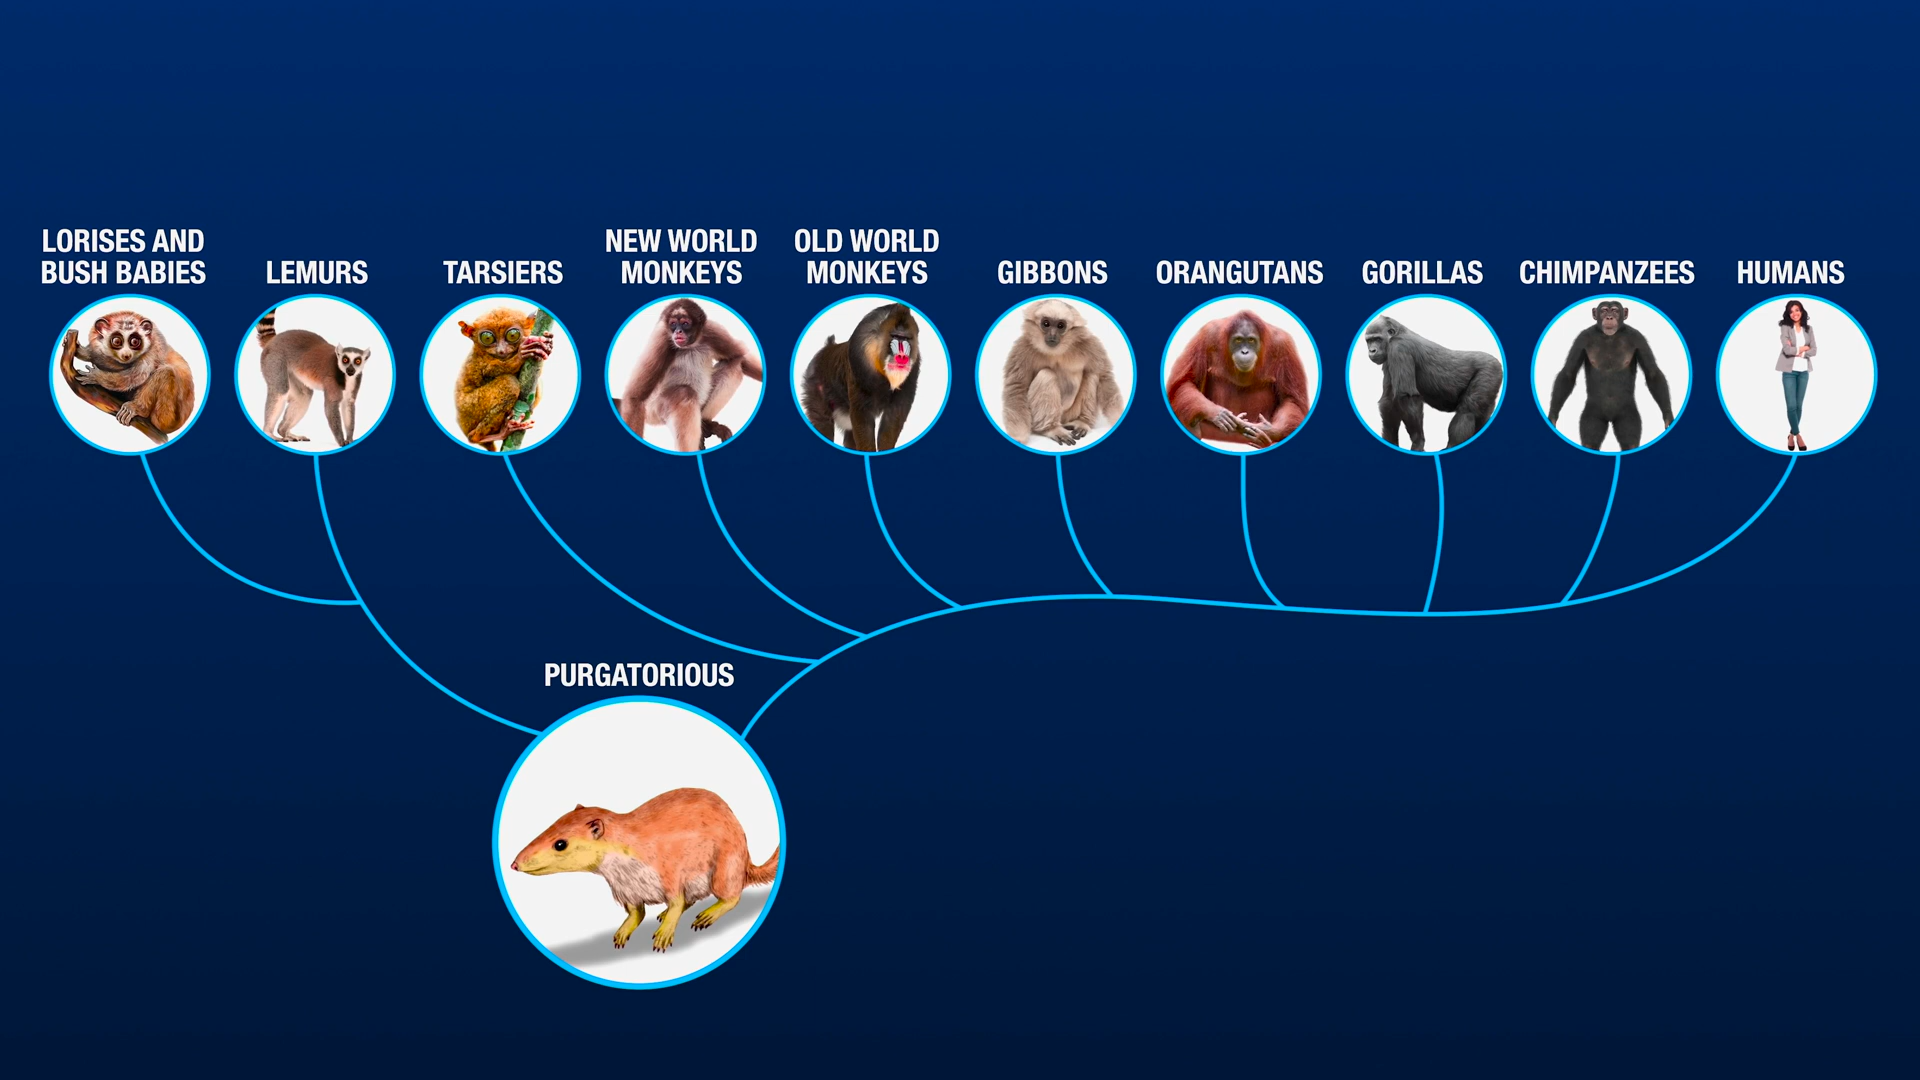 LORISES AND
BUSH BABIES
LEMURS
TARSIERS
NEW WORLD
MONKEYS
OLD WORLD
MONKEYS
GIBBONS
ORANGUTANS
GORILLAS
CHIMPANZEES
HUMANS
PURGATORIOUS